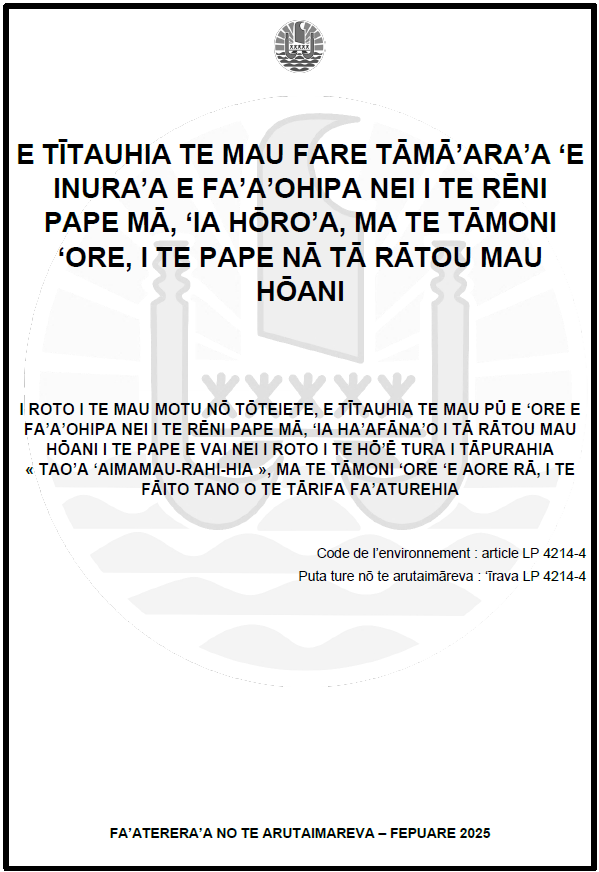 E TĪTAUHIA TE MAU FARE TĀMĀ’ARA’A ‘E
INURA’A E FA’A’OHIPA NEI I TE RĒNI
PAPE MĀ, ‘IA HŌRO’A, MA TE TĀMONI
‘ORE, I TE PAPE NĀ TĀ RĀTOU MAU
HŌANI
I ROTO I TE MAU MOTU NŌ TŌTEIETE, E TĪTAUHIA TE MAU PŪ E ‘ORE E
FA’A’OHIPA NEI I TE RĒNI PAPE MĀ, ‘IA HA’AFĀNA’O I TĀ RĀTOU MAU
HŌANI I TE PAPE E VAI NEI I ROTO I TE HŌ’Ē TURA I TĀPURAHIA
« TAO’A ‘AIMAMAU-RAHI-HIA », MA TE TĀMONI ‘ORE ‘E AORE RĀ, I TE
FĀITO TANO O TE TĀRIFA FA’ATUREHIA
Code de l’environnement : article LP 4214-4
Puta ture nō te arutaimāreva : ‘īrava LP 4214-4
FA’ATERERA’A NO TE ARUTAIMAREVA – FEPUARE 2025